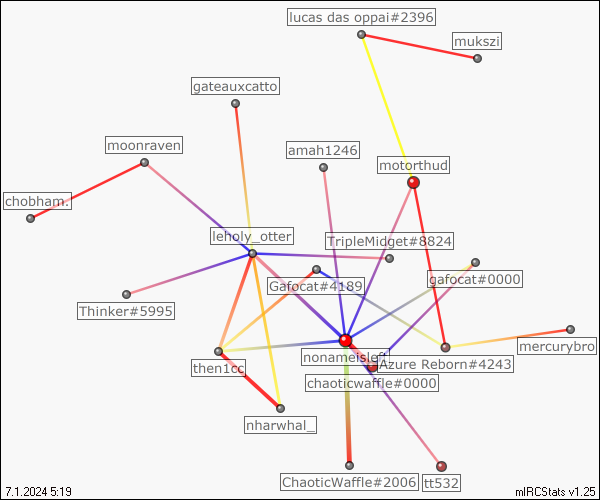 lucas das oppai#2396
mukszi
gateauxcatto
moonraven
amah1246
motorthud
chobham.
leholy_otter
TripleMidget#8824
gafocat#0000
Gafocat#4189
Thinker#5995
mercurybro
nonameisleft
Azure Reborn#4243
then1cc
chaoticwaffle#0000
nharwhal_
ChaoticWaffle#2006
tt532
7.1.2024 5:19
mIRCStats v1.25